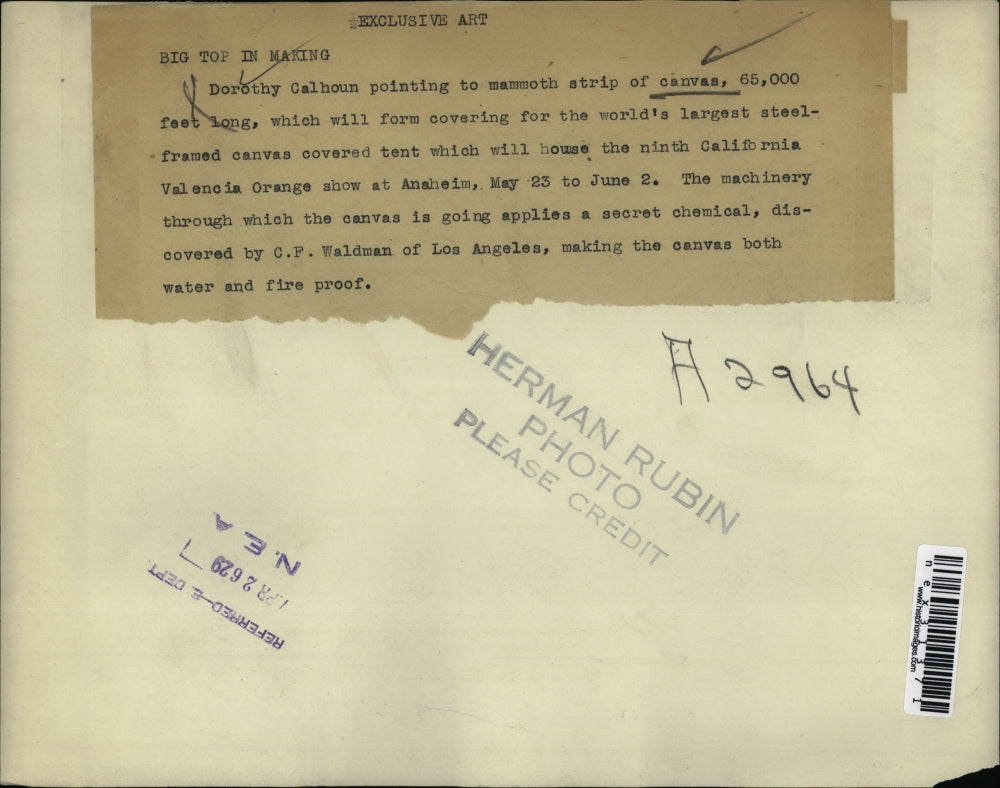 EXCLUSIVE ART
BIG TOP IN MAKING
Dorothy Calhoun pointing to mammoth strip of canvas, 65,000
feet long, which will form covering for the world's largest steel-
framed canvas covered tent which will house the ninth California
Valencia Orange show at Anaheim, May 23 to June 2. The machinery
through which the canvas is going applies a secret chemical, dis-
covered by C.F. Waldman of Los Angeles, making the canvas both
water and fire proof.
A 2964
HERMAN RUBIN
PHOTO
PLEASE CREDIT
N.E.A
APR 26 29
REFERRED-E. DEPT.
nex31371
www.historicimages.com